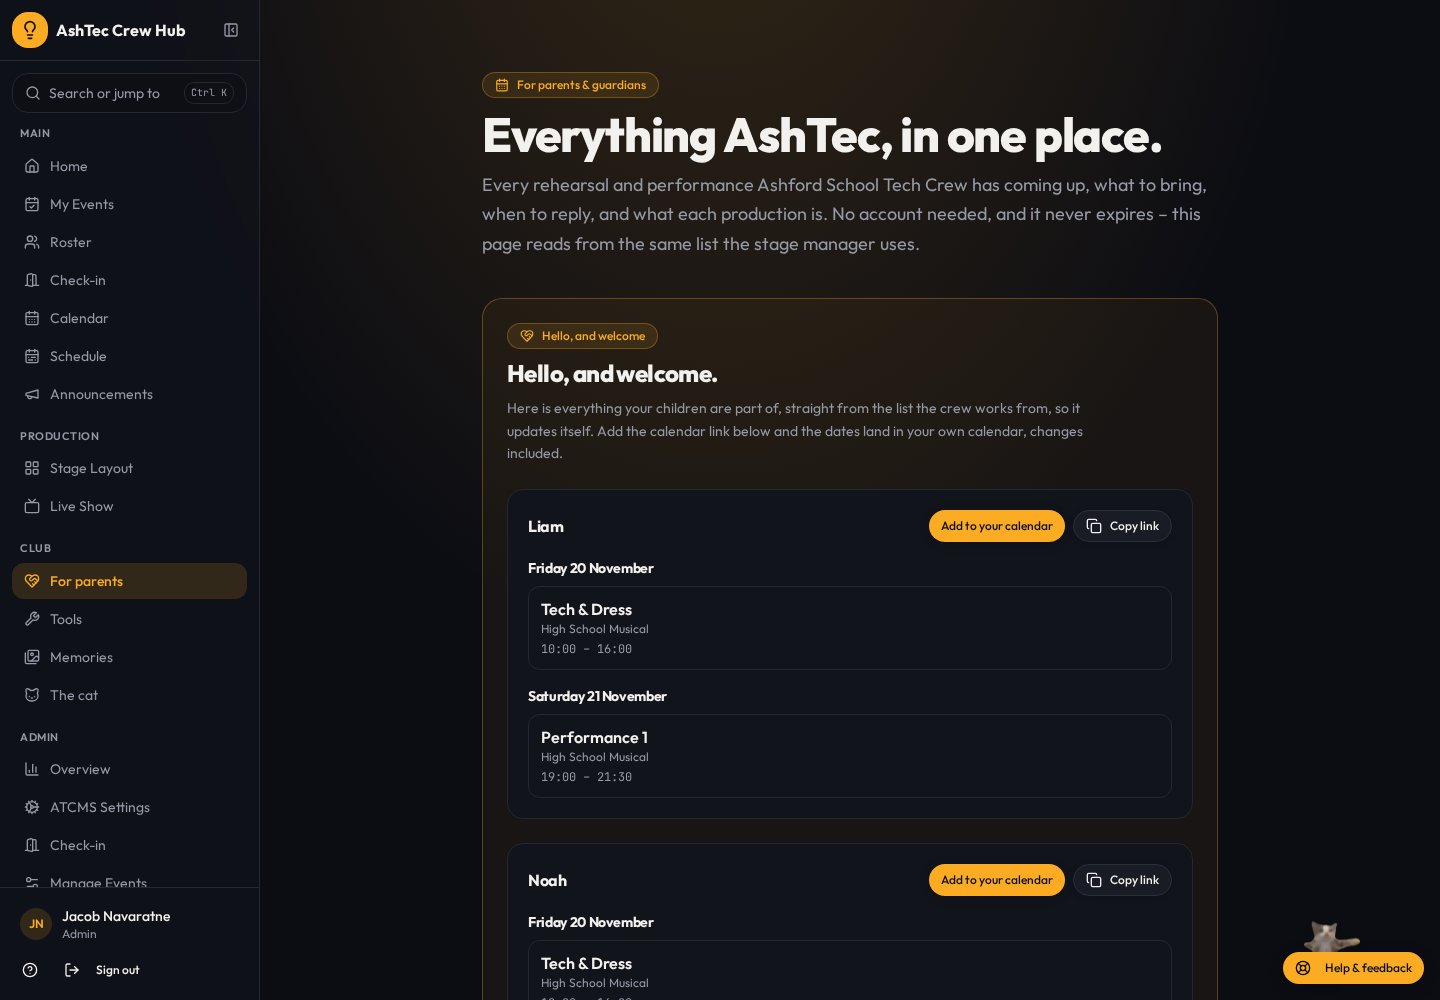 AshTec Crew Hub
Search or jump to
Ctrl K
MAIN
Home
My Events
Roster
Check-in
Calendar
Schedule
Announcements
PRODUCTION
Stage Layout
Live Show
CLUB
For parents
Tools
Memories
The cat
ADMIN
Overview
ATCMS Settings
Check-in
Manage Events
JN
Jacob Navaratne
Admin
Sign out
For parents & guardians
Everything AshTec, in one place.
Every rehearsal and performance Ashford School Tech Crew has coming up, what to bring,
when to reply, and what each production is. No account needed, and it never expires – this
page reads from the same list the stage manager uses.
Hello, and welcome
Hello, and welcome.
Here is everything your children are part of, straight from the list the crew works from, so it
updates itself. Add the calendar link below and the dates land in your own calendar, changes
included.
Liam
Add to your calendar
Copy link
Friday 20 November
Tech & Dress
High School Musical
10:00 – 16:00
Saturday 21 November
Performance 1
High School Musical
19:00 – 21:30
Noah
Add to your calendar
Copy link
Friday 20 November
Tech & Dress
High School Musical
Help & feedback